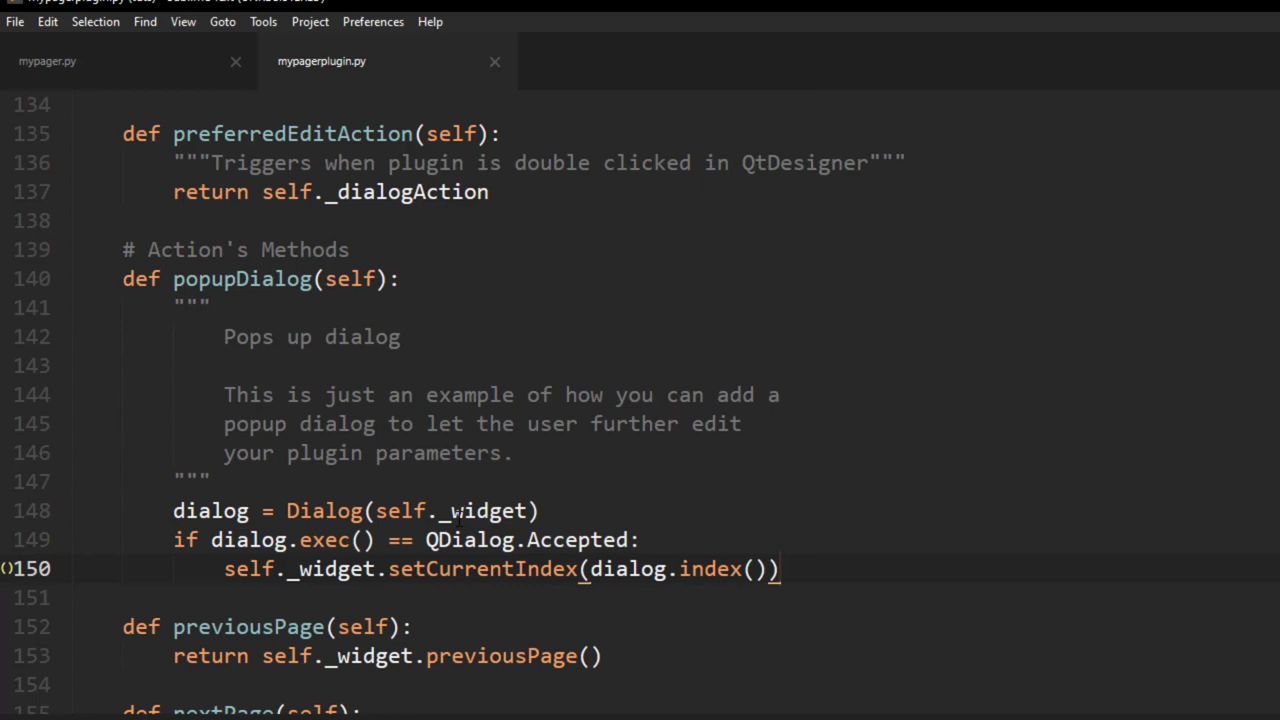 File Edit Selection Find View Goto Tools Project Preferences Help
mypager.py mypagerplugin.py
134
135 def preferredEditAction(self):
136 """Triggers when plugin is double clicked in QtDesigner"""
137 return self._dialogAction
138
139 # Action's Methods
140 def popupDialog(self):
141 """
142 Pops up dialog
143
144 This is just an example of how you can add a
145 popup dialog to let the user further edit
146 your plugin parameters.
147 """
148 dialog = Dialog(self._widget)
149 if dialog.exec() == QDialog.Accepted:
150 self._widget.setCurrentIndex(dialog.index())
151
152 def previousPage(self):
153 return self._widget.previousPage()
154
155 def nextPage(self):